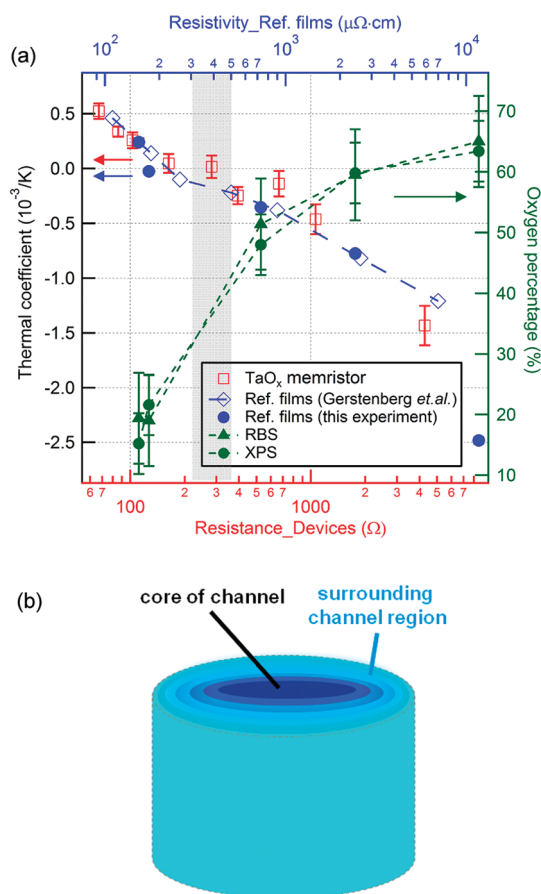 Resistivity_Ref. films (μΩ·cm)
10² 10³ 10⁴
6 7 3 4 5 6 7 2 3 4 5 6 7
(a)
0.5
0.0
-0.5
-1.0
-1.5
-2.0
-2.5
Thermal coefficient (10⁻³/K)
70
60
50
40
30
20
10
Oxygen percentage (%)
TaOₓ memristor
Ref. films (Gerstenberg et.al.)
Ref. films (this experiment)
RBS
XPS
6 7 2 3 4 5 6 7 2 3 4 5 6 7
100 1000
Resistance_Devices (Ω)
(b)
core of channel
surrounding
channel region